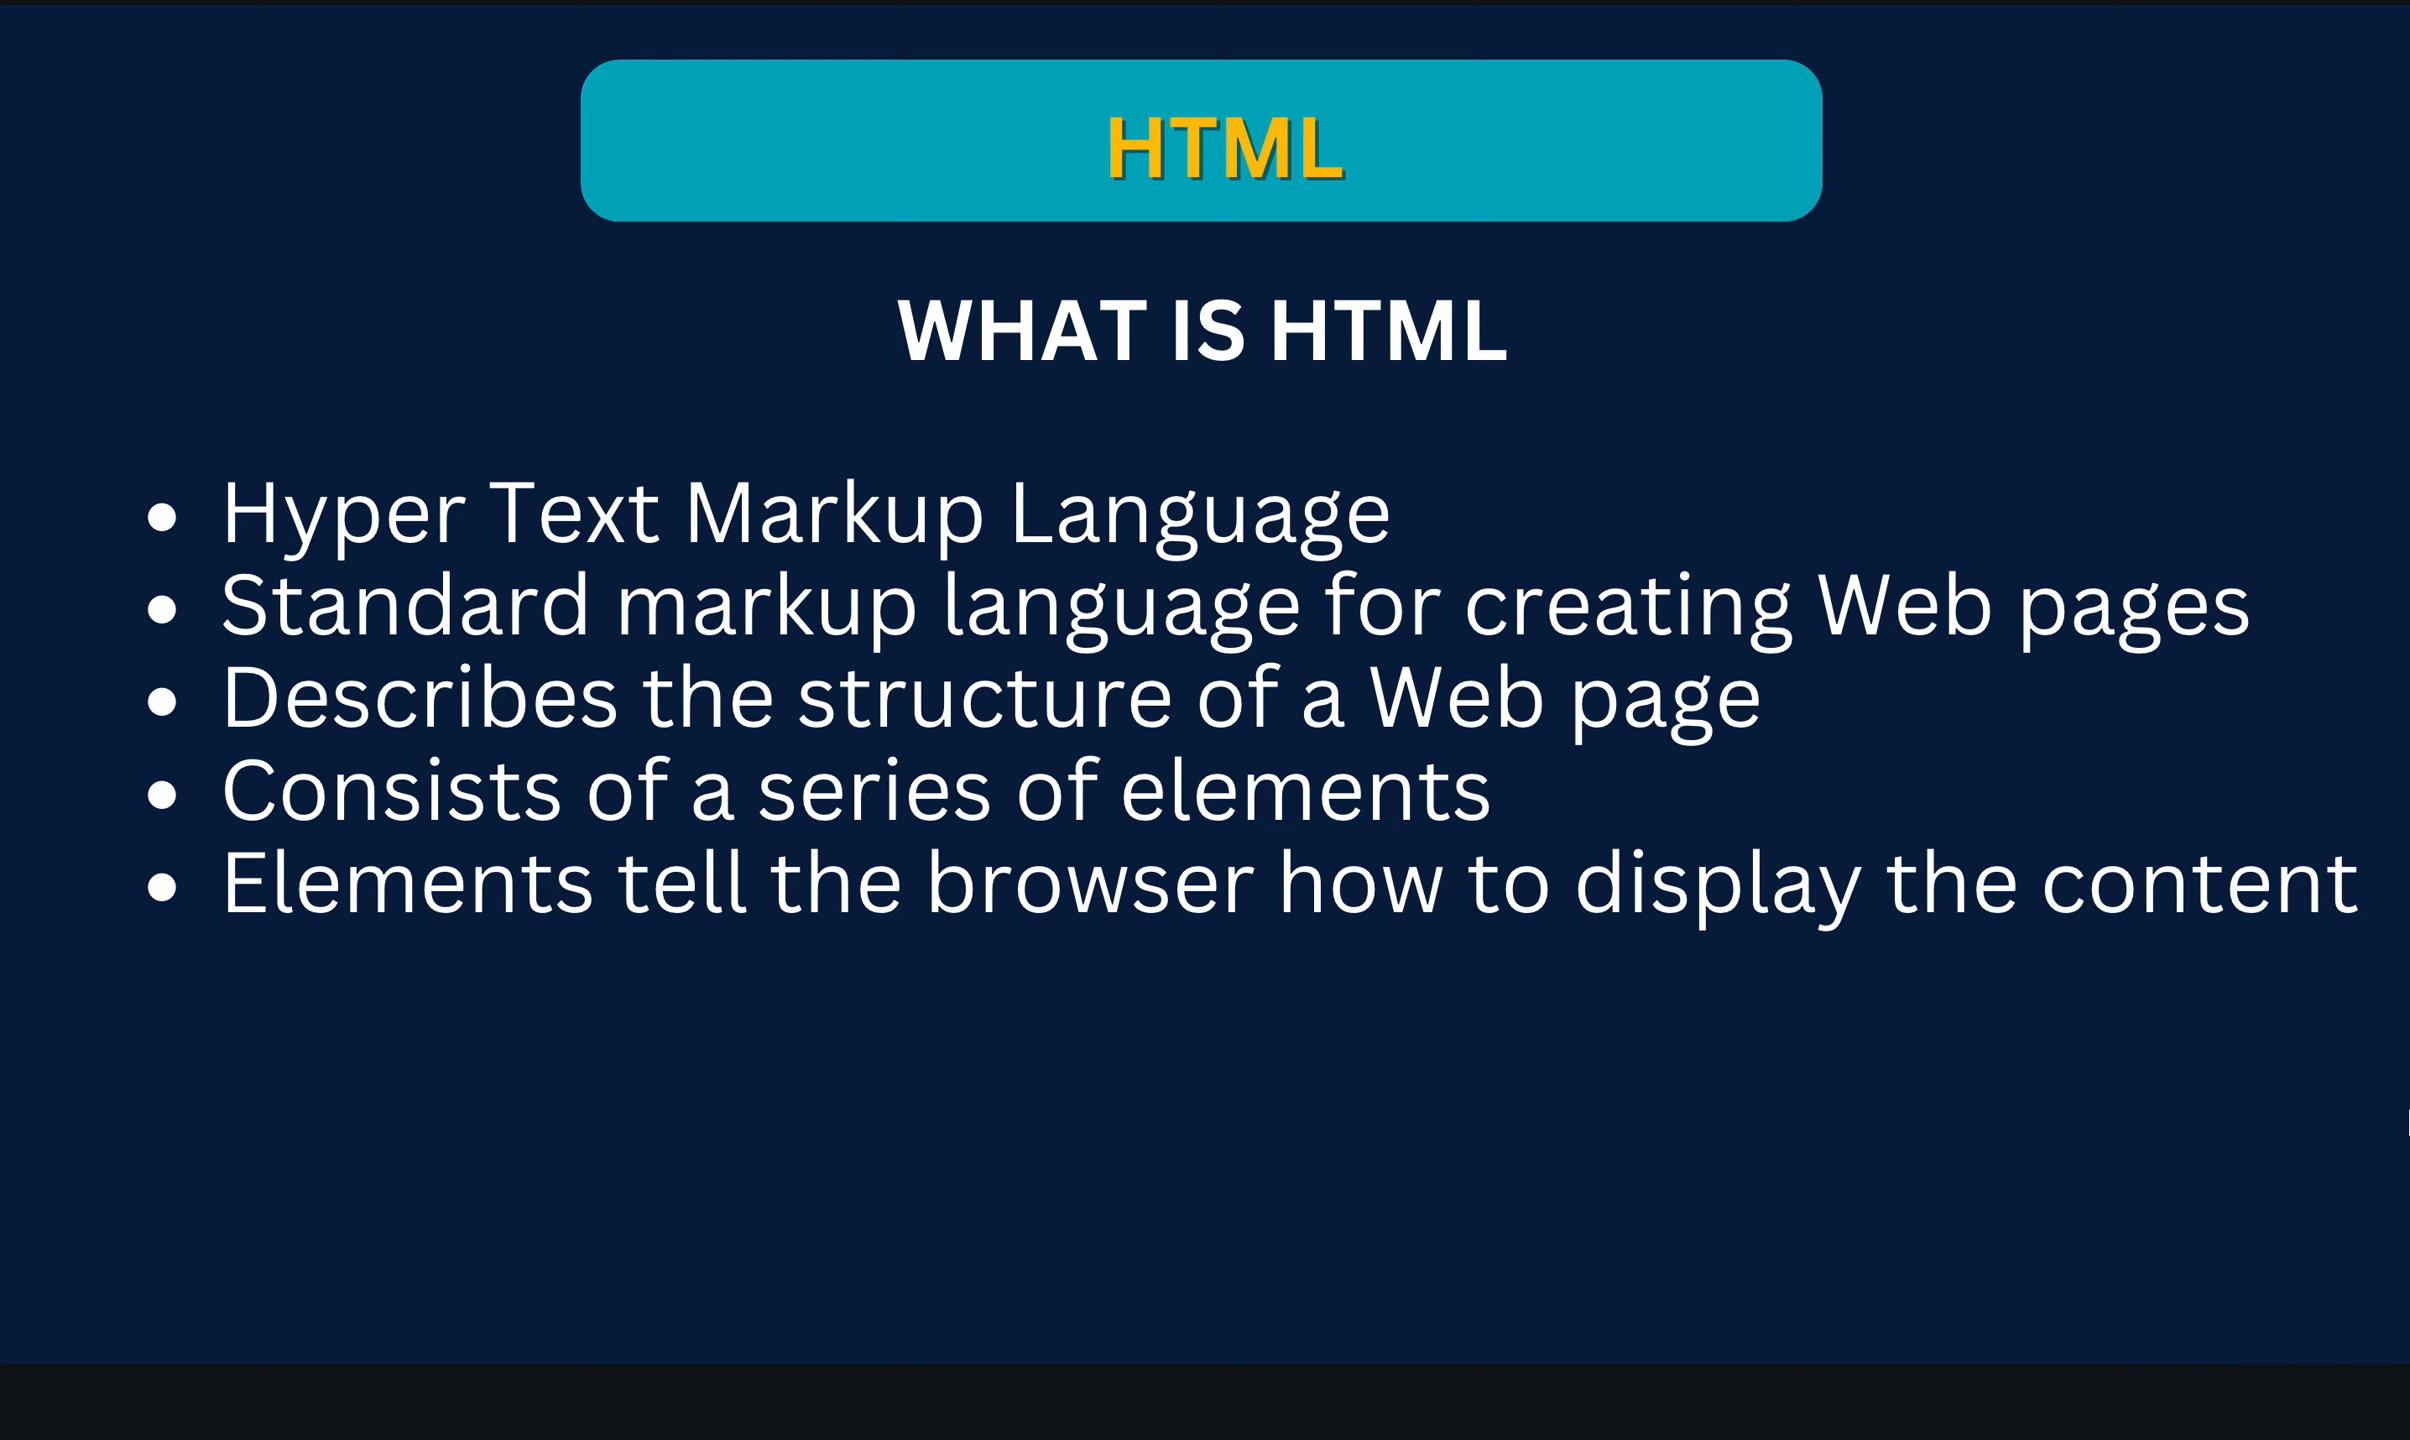 HTML
WHAT IS HTML
• Hyper Text Markup Language
• Standard markup language for creating Web pages
• Describes the structure of a Web page
• Consists of a series of elements
• Elements tell the browser how to display the content